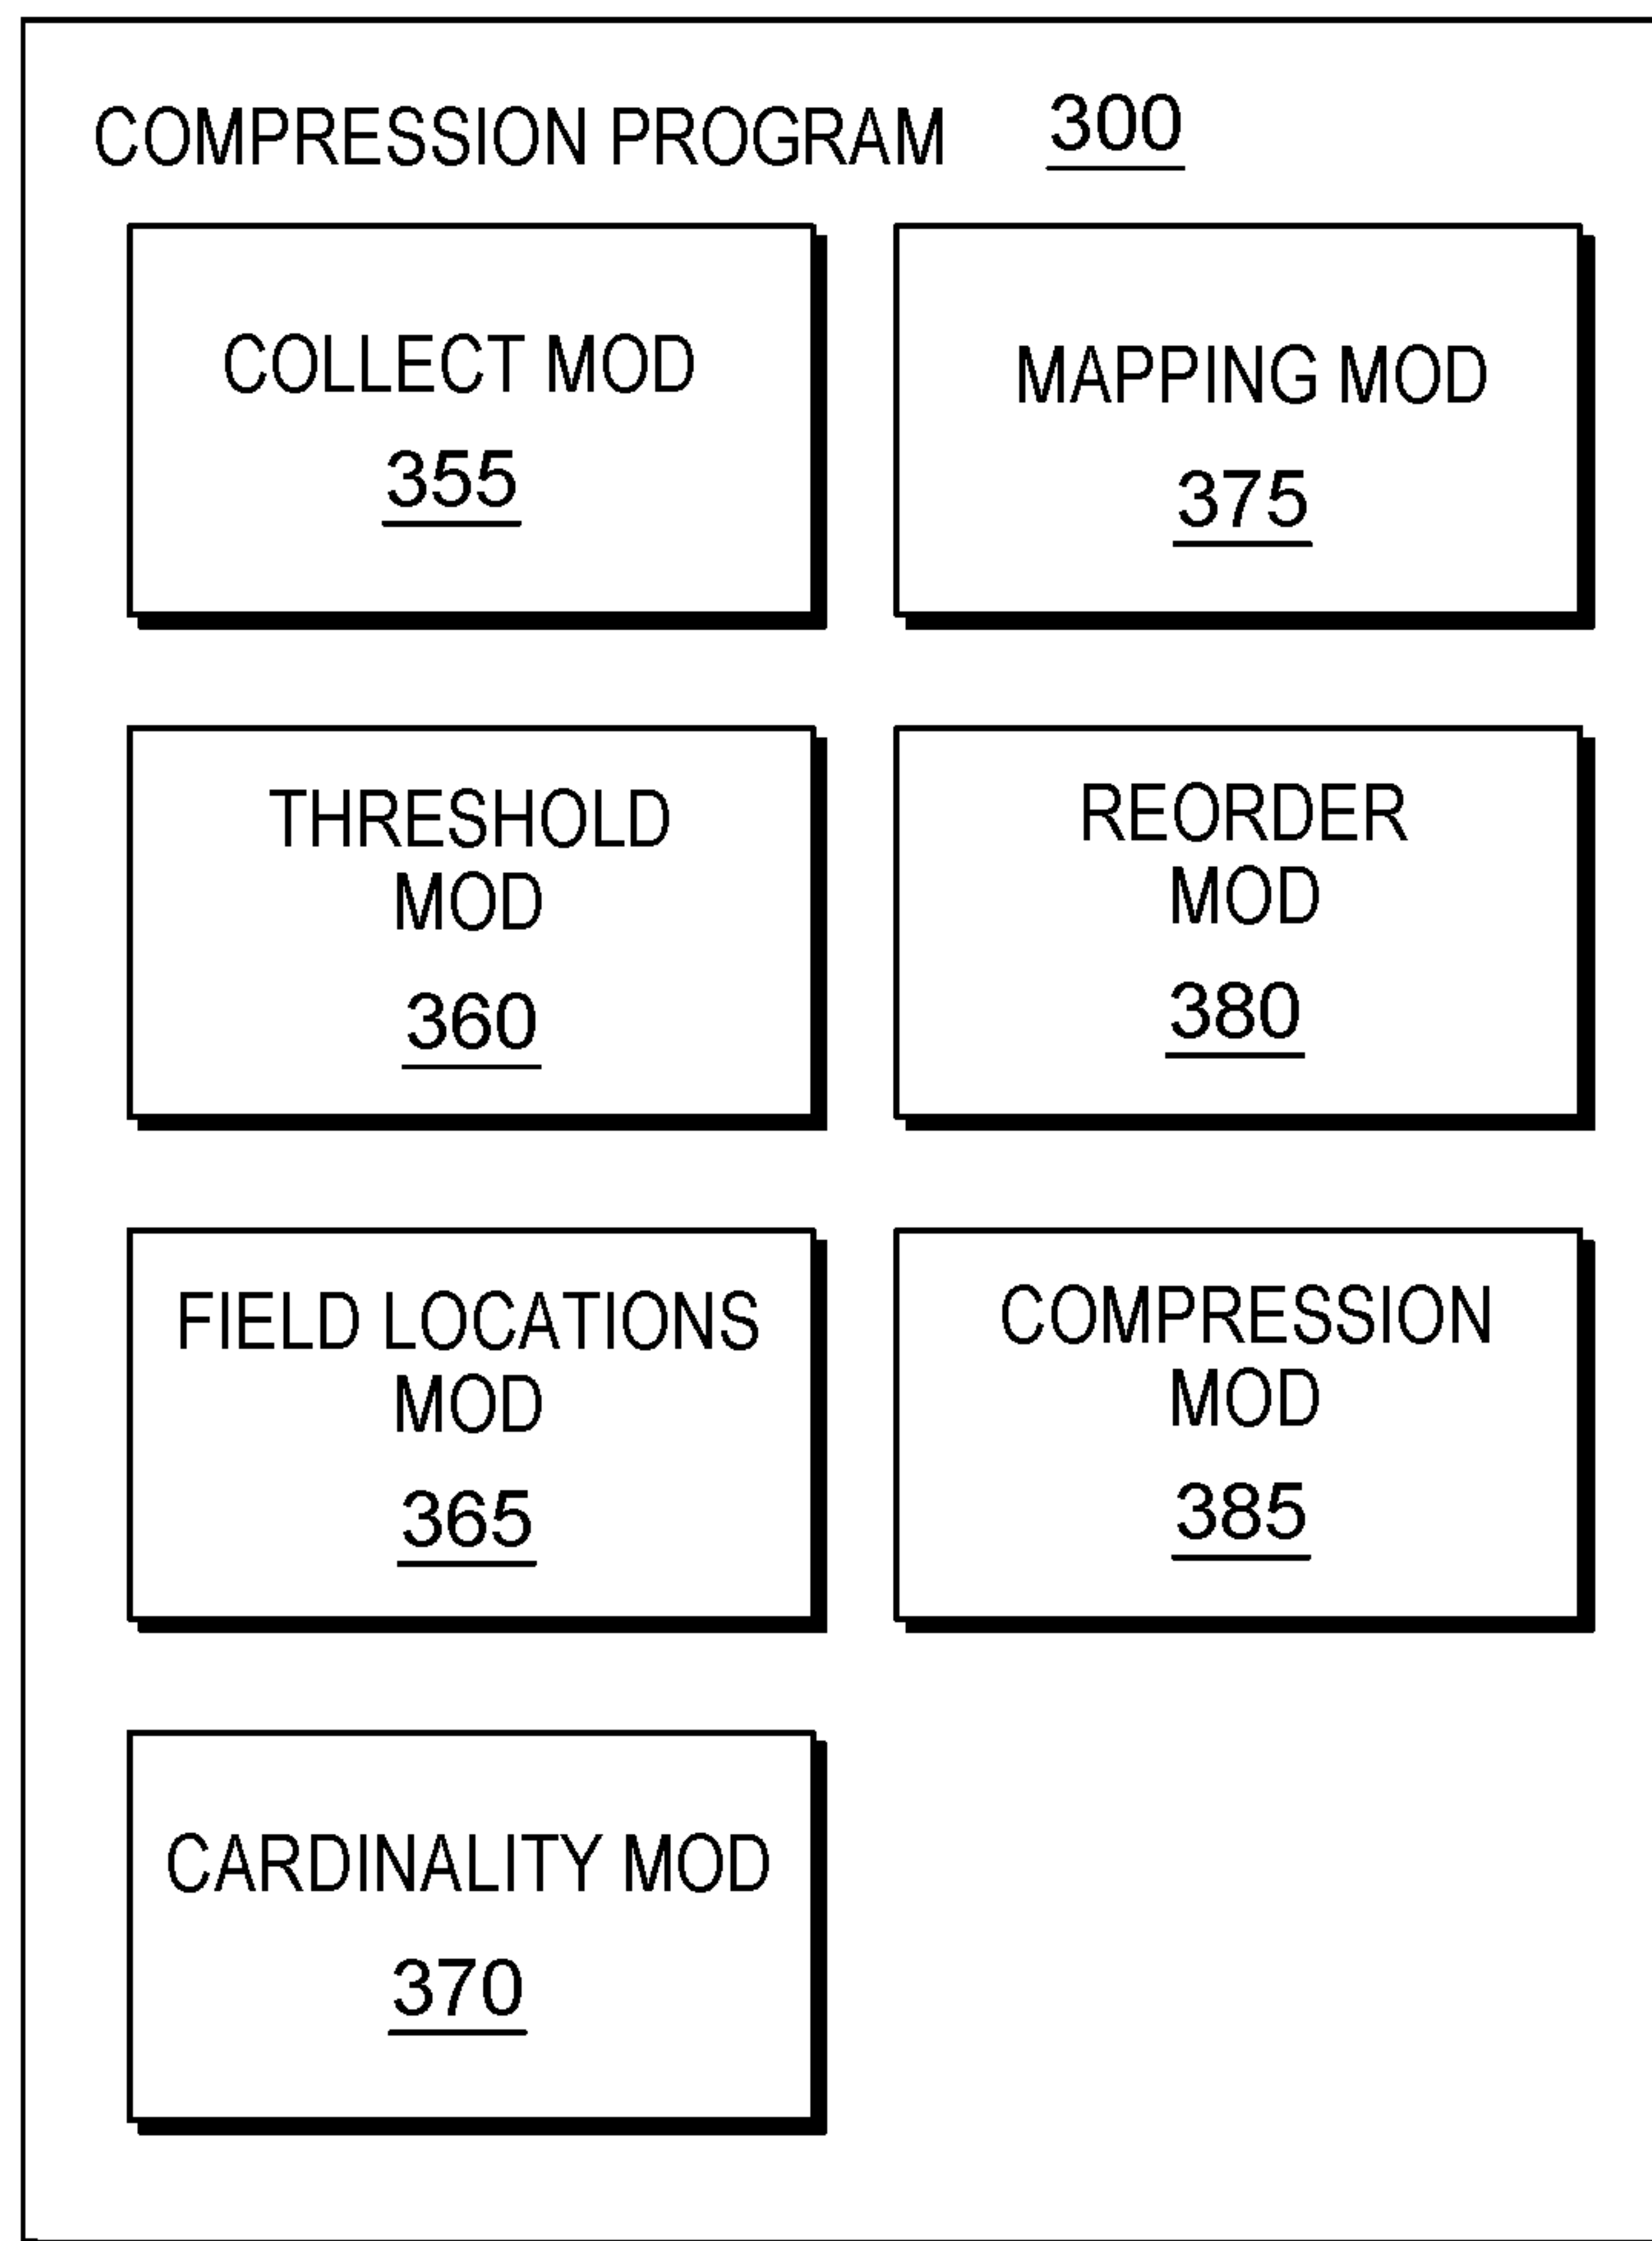 COMPRESSION PROGRAM 300
COLLECT MOD
355
THRESHOLD
MOD
360
FIELD LOCATIONS
MOD
365
CARDINALITY MOD
370
MAPPING MOD
375
REORDER
MOD
380
COMPRESSION
MOD
385